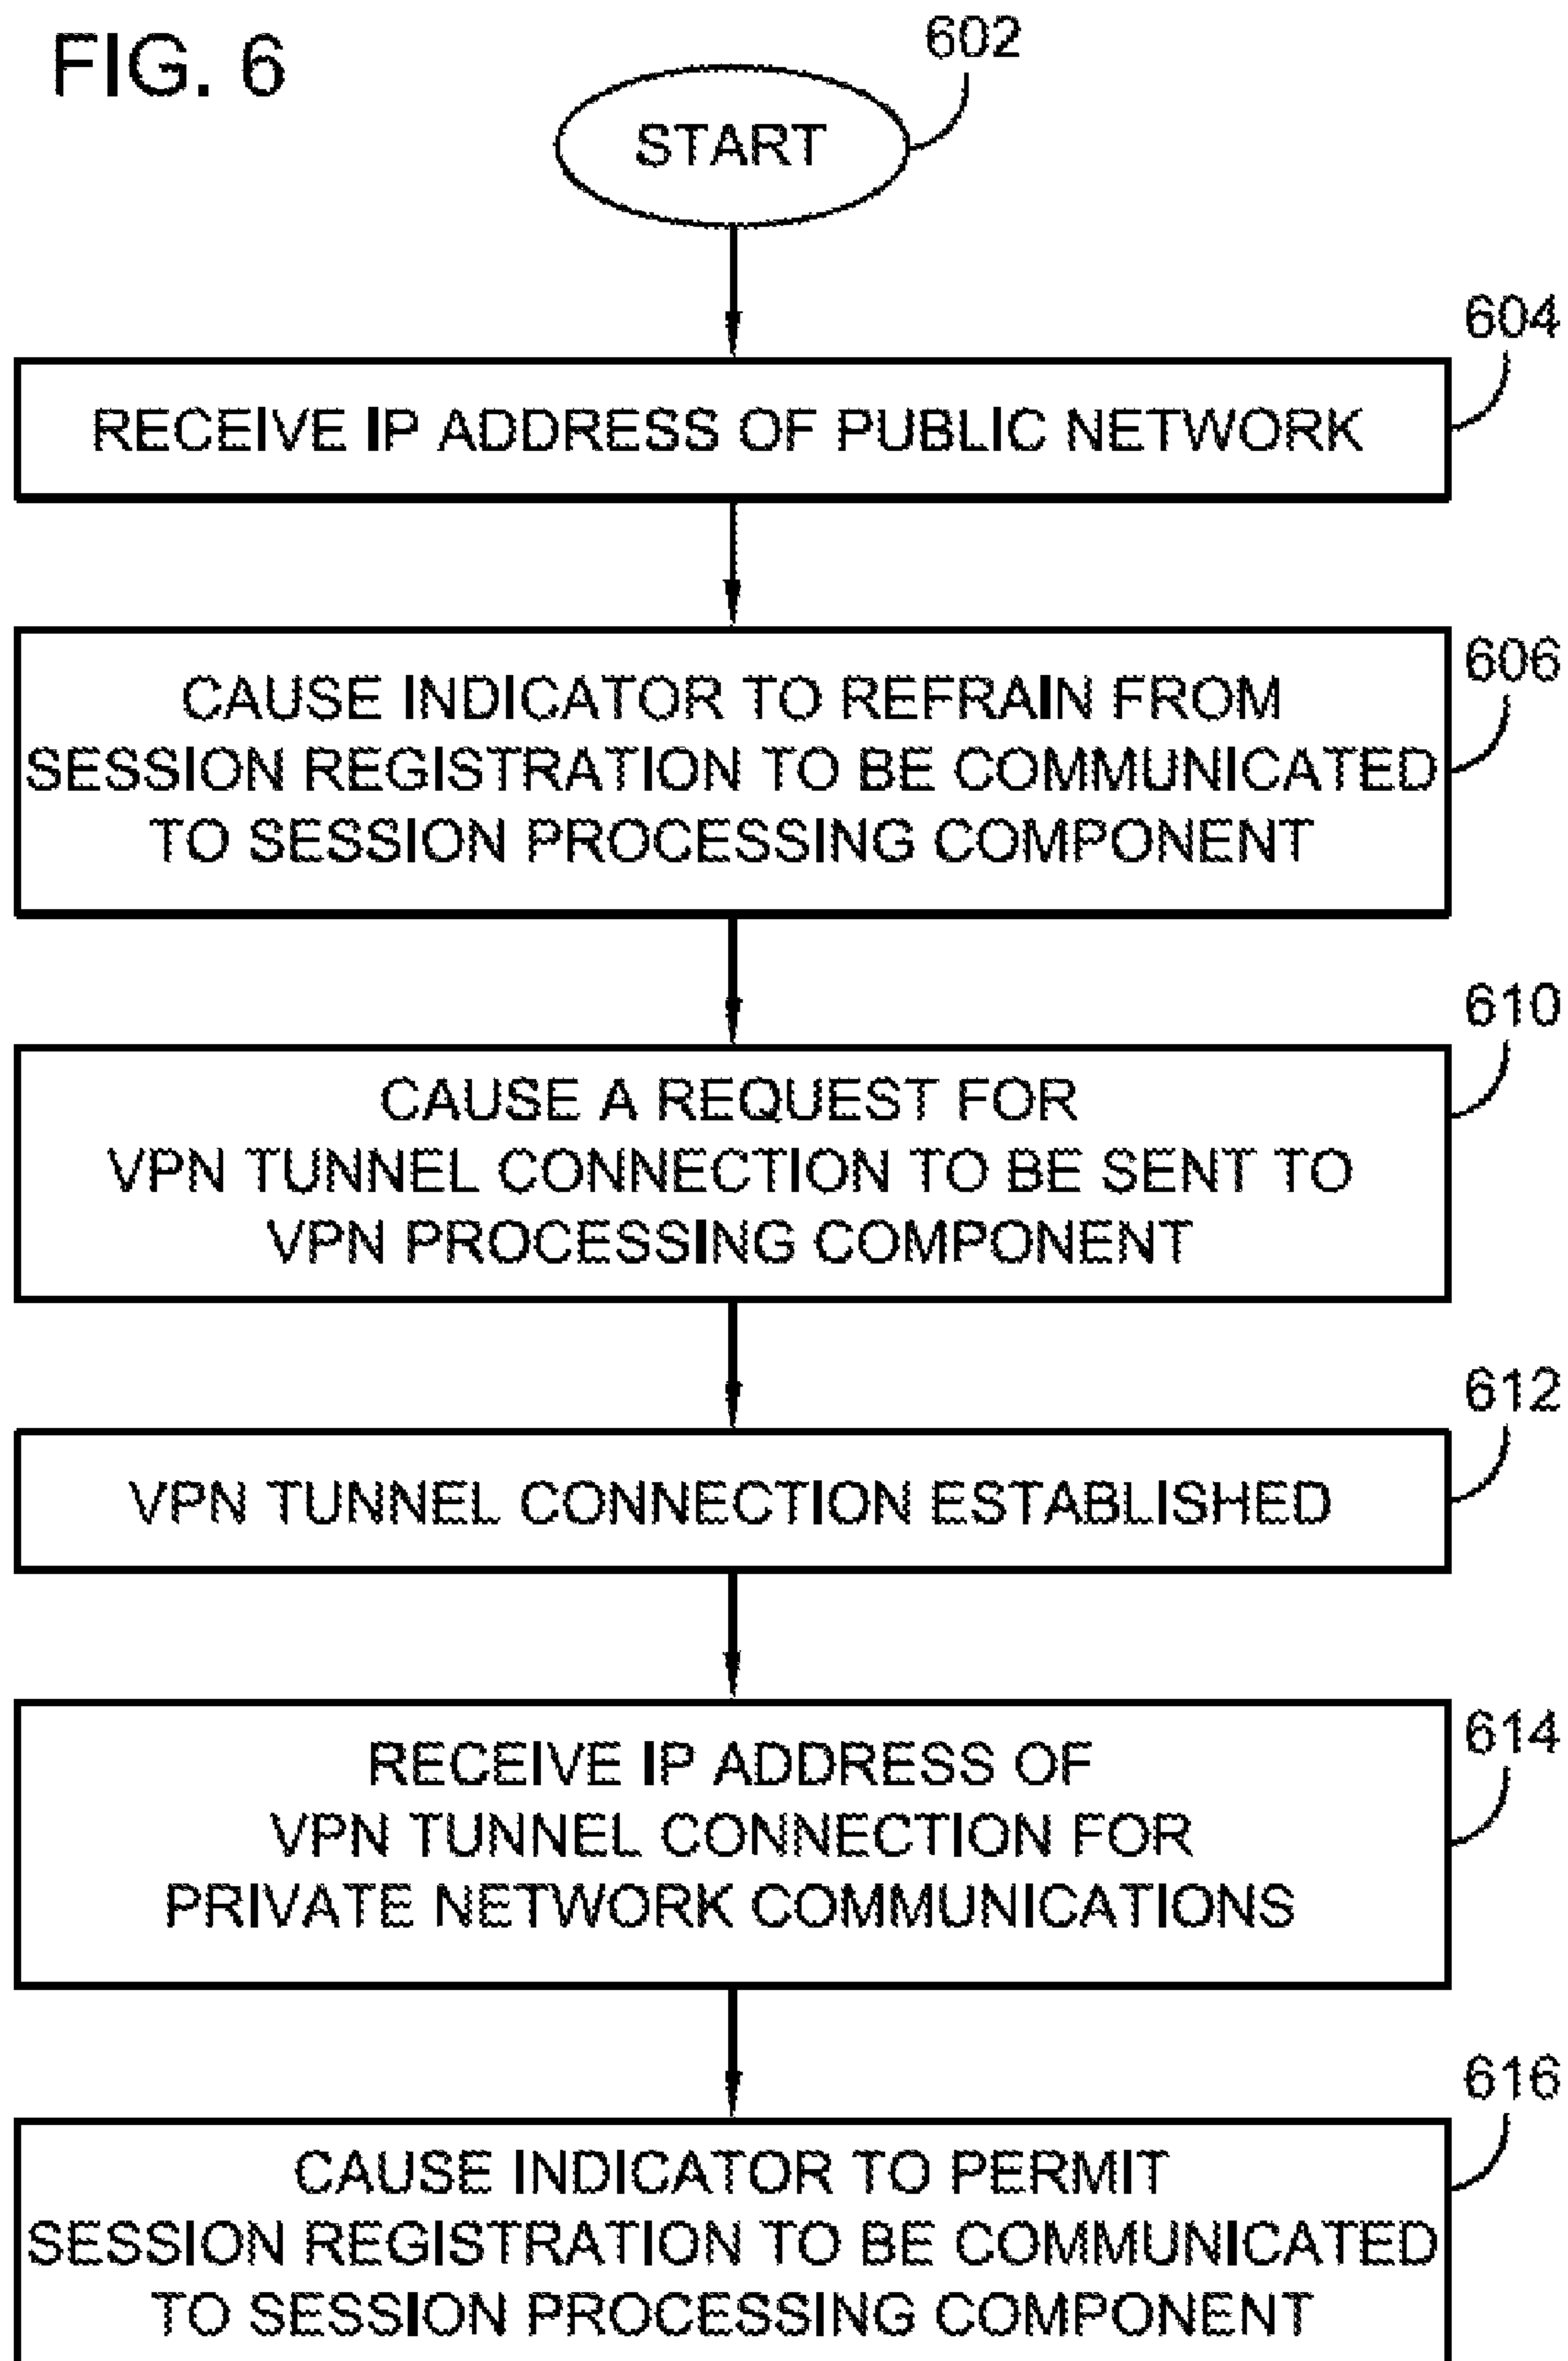 FIG. 6
602
START
604
RECEIVE IP ADDRESS OF PUBLIC NETWORK
606
CAUSE INDICATOR TO REFRAIN FROM
SESSION REGISTRATION TO BE COMMUNICATED
TO SESSION PROCESSING COMPONENT
610
CAUSE A REQUEST FOR
VPN TUNNEL CONNECTION TO BE SENT TO
VPN PROCESSING COMPONENT
612
VPN TUNNEL CONNECTION ESTABLISHED
614
RECEIVE IP ADDRESS OF
VPN TUNNEL CONNECTION FOR
PRIVATE NETWORK COMMUNICATIONS
616
CAUSE INDICATOR TO PERMIT
SESSION REGISTRATION TO BE COMMUNICATED
TO SESSION PROCESSING COMPONENT